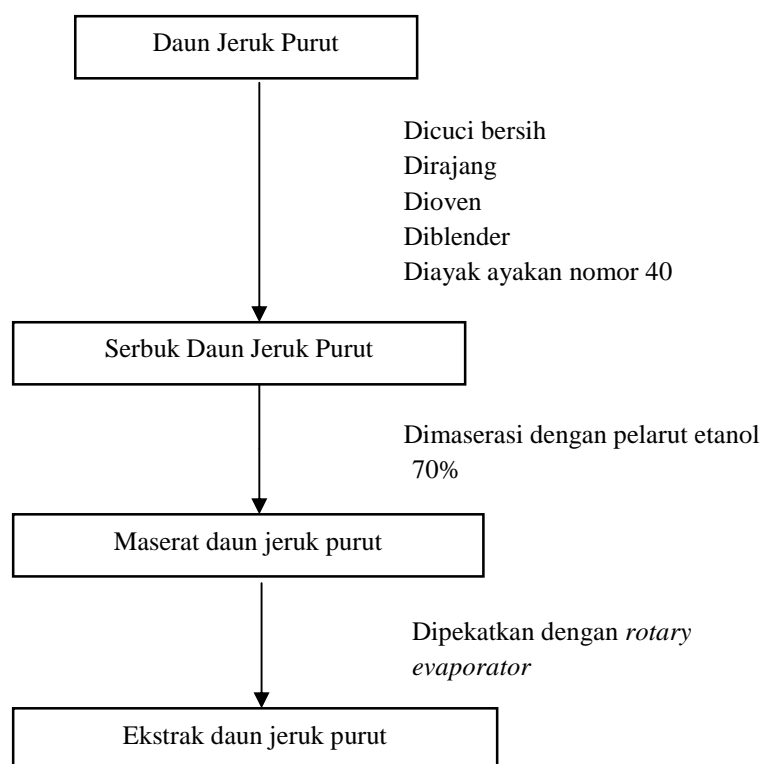 Daun Jeruk Purut
Dicuci bersih
Dirajang
Dioven
Diblender
Diayak ayakan nomor 40
Serbuk Daun Jeruk Purut
Dimaserasi dengan pelarut etanol
70%
Maserat daun jeruk purut
Dipekatkan dengan rotary
evaporator
Ekstrak daun jeruk purut